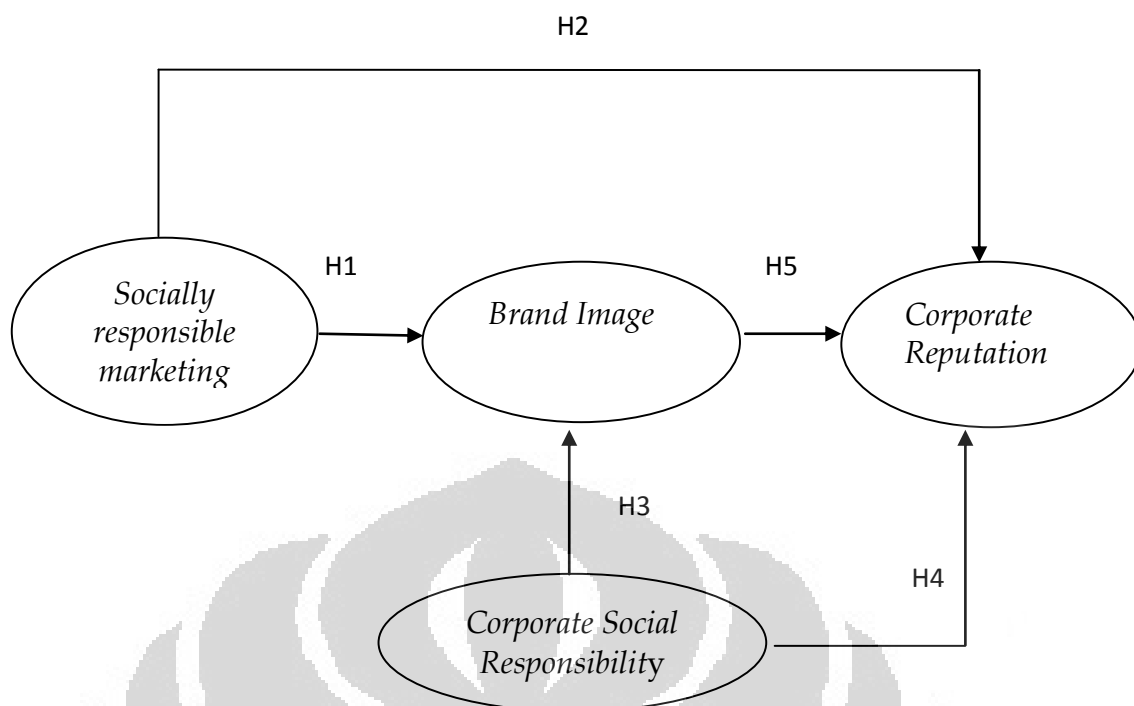 H2
H1
H5
Socially
responsible
marketing
Brand Image
Corporate
Reputation
H3
H4
Corporate Social
Responsibility